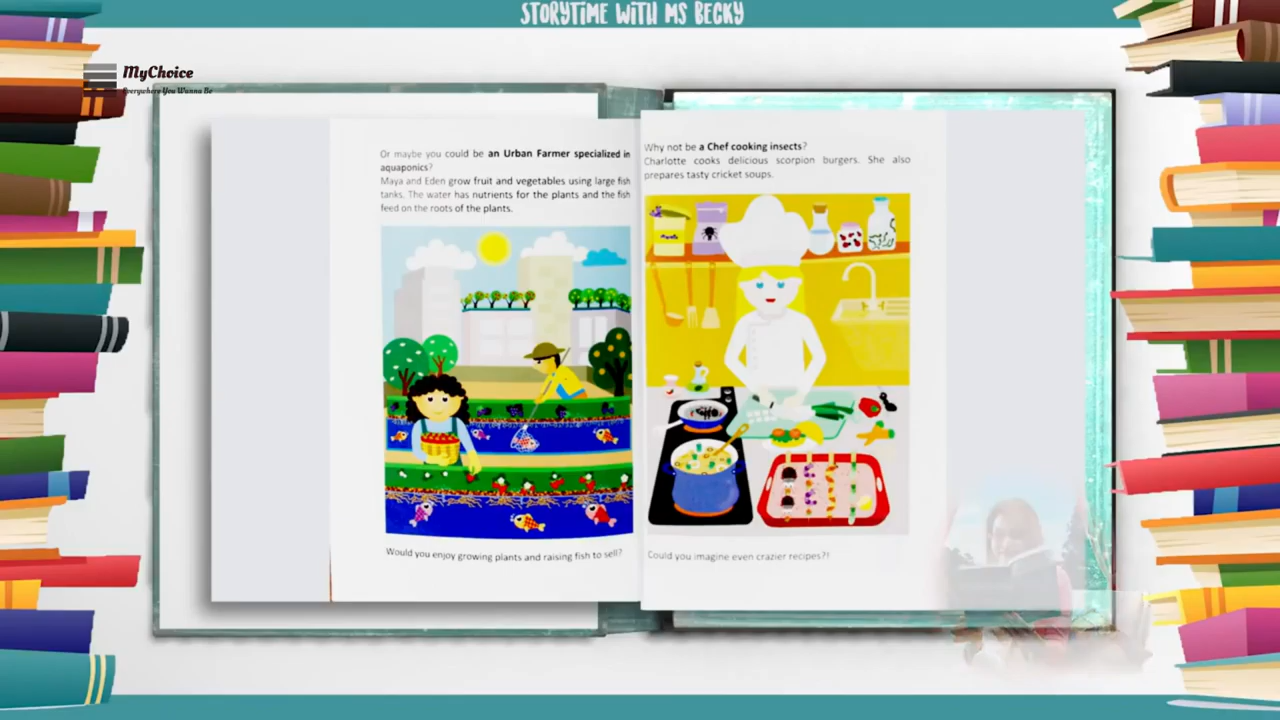 STORYTIME WITH MS BECKY
MyChoice
Everywhere You Wanna Be
Or maybe you could be an Urban Farmer specialized in
aquaponics?
Maya and Eden grow fruit and vegetables using large fish
tanks. The water has nutrients for the plants and the fish
feed on the roots of the plants.
Would you enjoy growing plants and raising fish to sell?
Why not be a Chef cooking insects?
Charlotte cooks delicious scorpion burgers. She also
prepares tasty cricket soups.
Could you imagine even crazier recipes?!